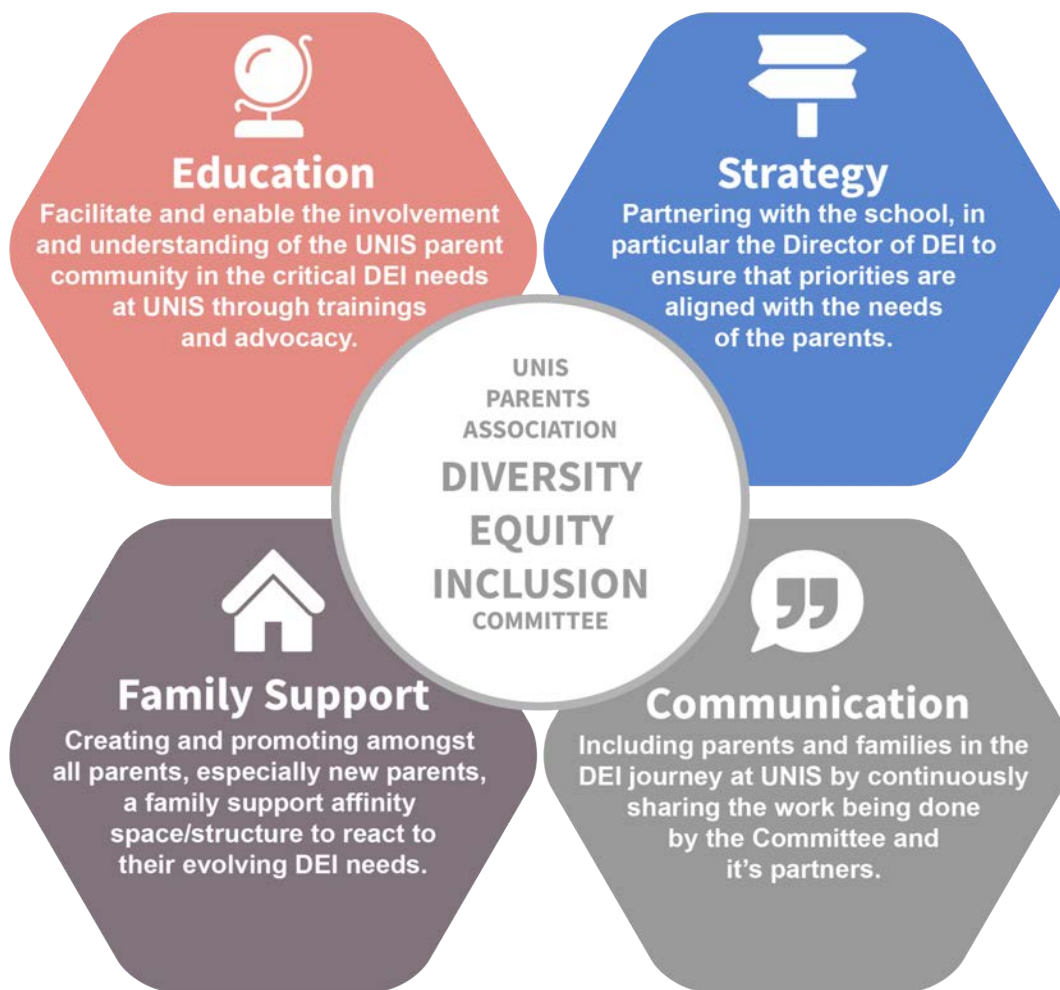 Education
Facilitate and enable the involvement
and understanding of the UNIS parent
community in the critical DEI needs
at UNIS through trainings
and advocacy.
Strategy
Partnering with the school, in
particular the Director of DEI to
ensure that priorities are
aligned with the needs
of the parents.
UNIS
PARENTS
ASSOCIATION
DIVERSITY
EQUITY
INCLUSION
COMMITTEE
Family Support
Creating and promoting amongst
all parents, especially new parents,
a family support affinity
space/structure to react to
their evolving DEI needs.
Communication
Including parents and families in the
DEI journey at UNIS by continuously
sharing the work being done
by the Committee and
it’s partners.